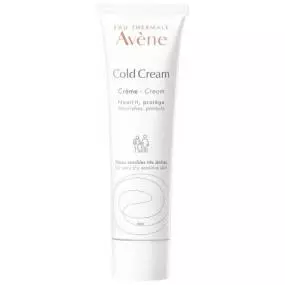 EAU THERMALE
Avène
Cold Cream
Crème - Cream
Nourrit, protège
Nourishes, protects
Peaux sensibles très sèches
For very dry sensitive skin